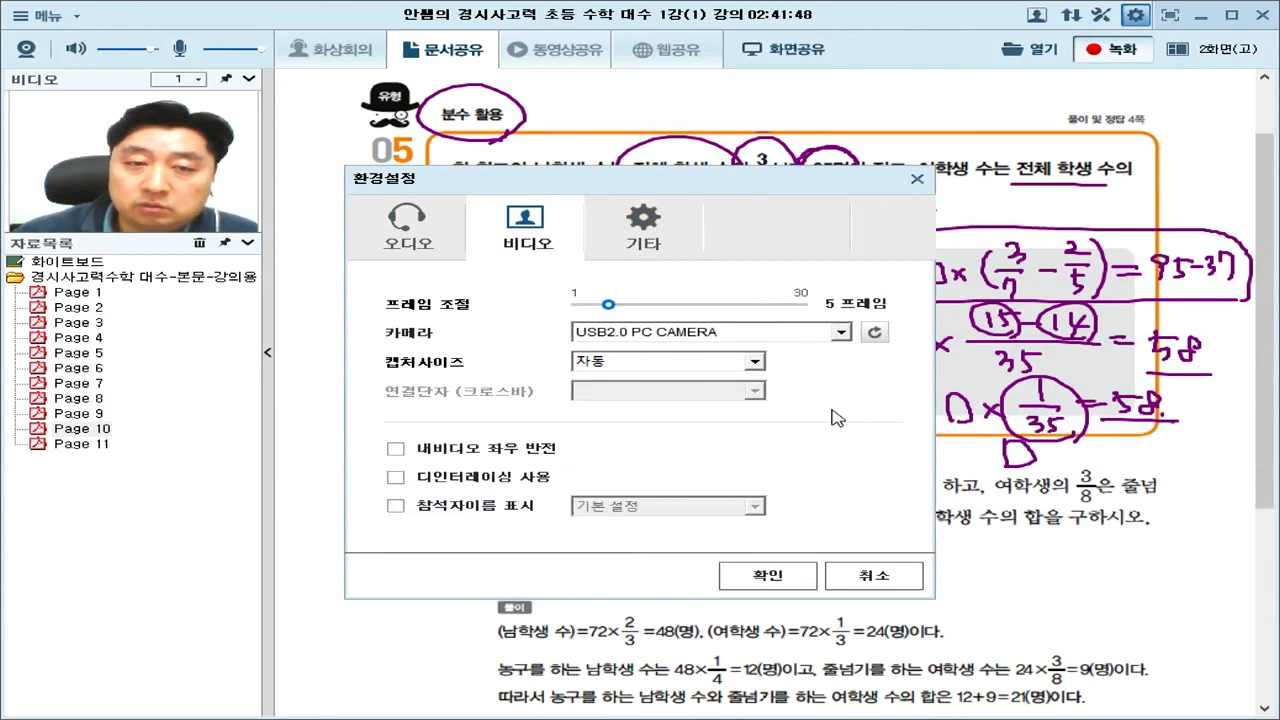 메뉴
안쌤의 경시사고력 초등 수학 대수 1강(1) 강의 02:41:48
화상회의
문서공유
동영상공유
웹공유
화면공유
열기
녹화
2화면(고)
비디오
1
자료목록
화이트보드
경시사고력수학 대수-본문-강의용
Page 1
Page 2
Page 3
Page 4
Page 5
Page 6
Page 7
Page 8
Page 9
Page 10
Page 11
유형
05
분수 활용
풀이 및 정답 4쪽
학생 수는 전체 학생 수의
× (3/7 - 2/5) = 95-37
× (15-14)/35 = 58
□ × 1/35 = 58.
하고, 여학생의 3/8은 줄넘
학생 수의 합을 구하시오.
환경설정
오디오
비디오
기타
프레임 조절
1
30
5 프레임
카메라
USB2.0 PC CAMERA
캡처사이즈
자동
연결단자 (크로스바)
내비디오 좌우 반전
디인터레이싱 사용
참석자이름 표시
기본 설정
확인
취소
풀이
(남학생 수)=72×2/3=48(명), (여학생 수)=72×1/3=24(명)이다.
농구를 하는 남학생 수는 48×1/4=12(명)이고, 줄넘기를 하는 여학생 수는 24×3/8=9(명)이다.
따라서 농구를 하는 남학생 수와 줄넘기를 하는 여학생 수의 합은 12+9=21(명)이다.